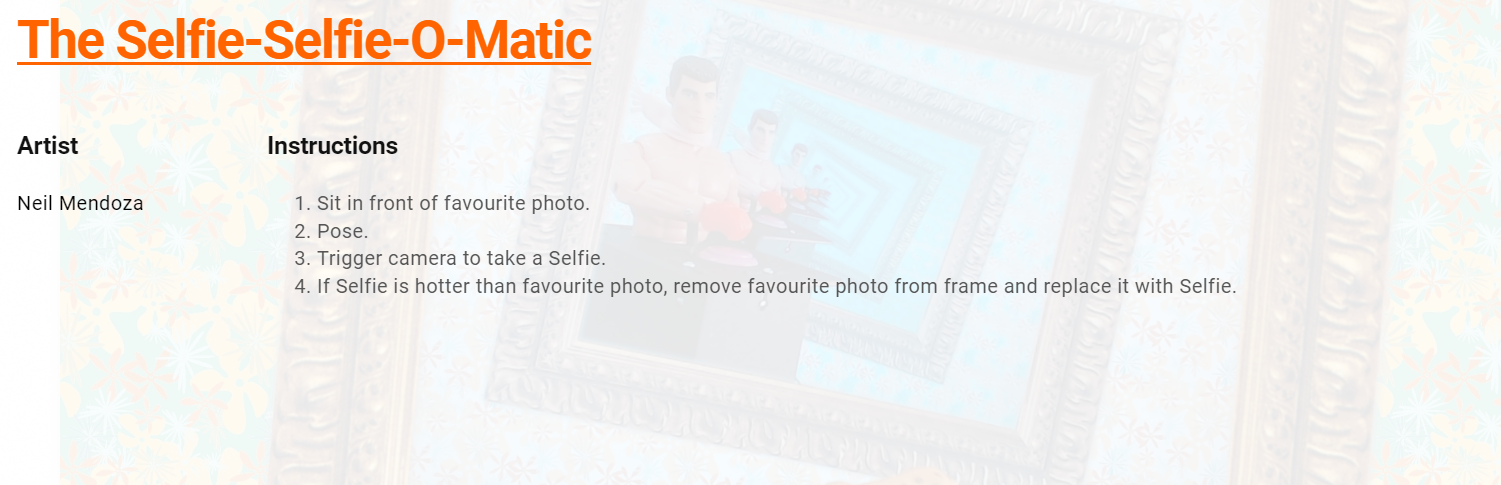 The Selfie-Selfie-O-Matic
Artist
Neil Mendoza
Instructions
1. Sit in front of favourite photo.
2. Pose.
3. Trigger camera to take a Selfie.
4. If Selfie is hotter than favourite photo, remove favourite photo from frame and replace it with Selfie.